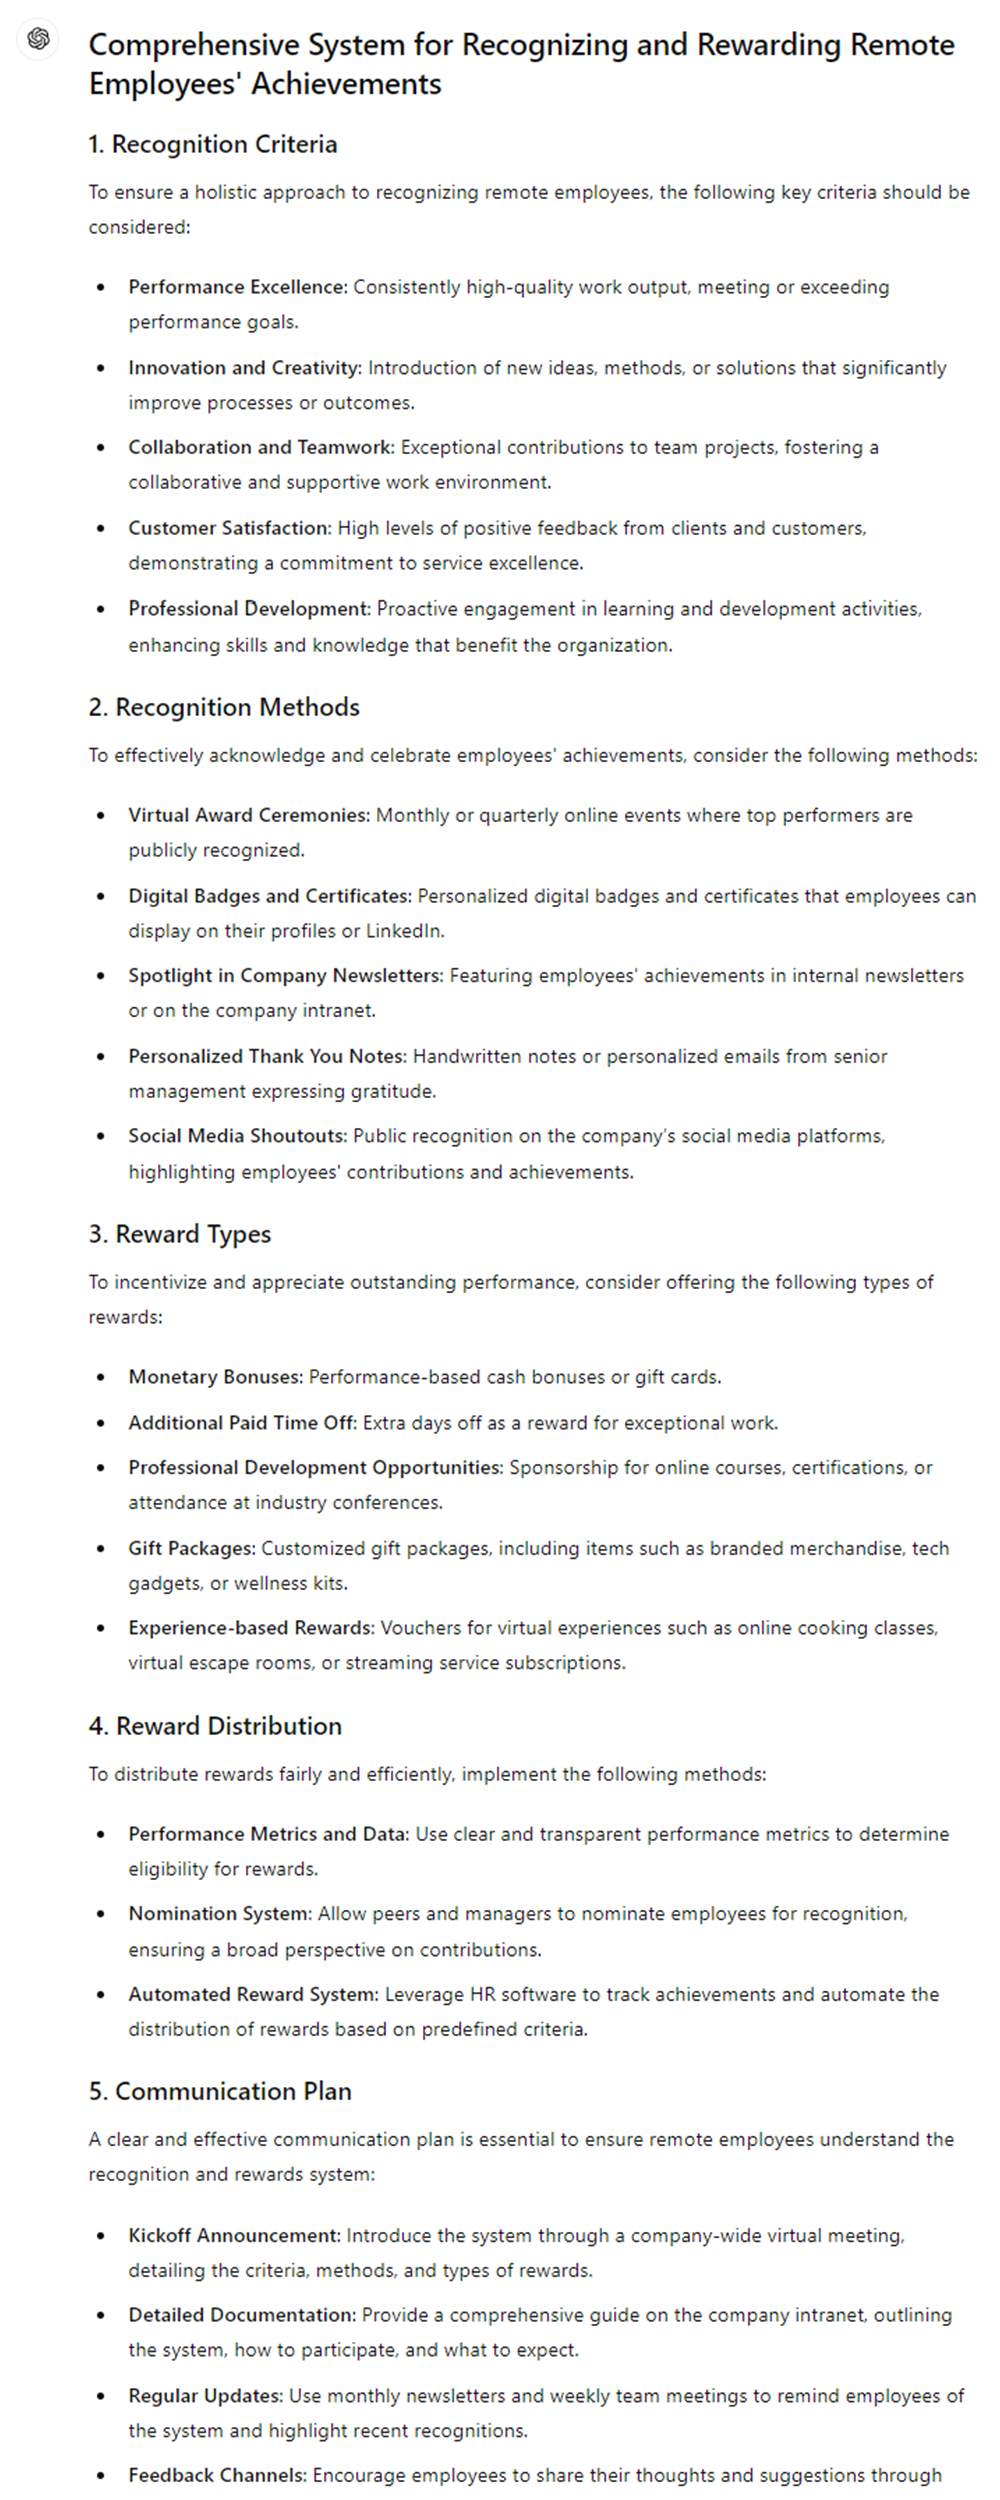 Comprehensive System for Recognizing and Rewarding Remote
Employees' Achievements
1. Recognition Criteria
To ensure a holistic approach to recognizing remote employees, the following key criteria should be
considered:
• Performance Excellence: Consistently high-quality work output, meeting or exceeding
performance goals.
• Innovation and Creativity: Introduction of new ideas, methods, or solutions that significantly
improve processes or outcomes.
• Collaboration and Teamwork: Exceptional contributions to team projects, fostering a
collaborative and supportive work environment.
• Customer Satisfaction: High levels of positive feedback from clients and customers,
demonstrating a commitment to service excellence.
• Professional Development: Proactive engagement in learning and development activities,
enhancing skills and knowledge that benefit the organization.
2. Recognition Methods
To effectively acknowledge and celebrate employees' achievements, consider the following methods:
• Virtual Award Ceremonies: Monthly or quarterly online events where top performers are
publicly recognized.
• Digital Badges and Certificates: Personalized digital badges and certificates that employees can
display on their profiles or LinkedIn.
• Spotlight in Company Newsletters: Featuring employees' achievements in internal newsletters
or on the company intranet.
• Personalized Thank You Notes: Handwritten notes or personalized emails from senior
management expressing gratitude.
• Social Media Shoutouts: Public recognition on the company's social media platforms,
highlighting employees' contributions and achievements.
3. Reward Types
To incentivize and appreciate outstanding performance, consider offering the following types of
rewards:
• Monetary Bonuses: Performance-based cash bonuses or gift cards.
• Additional Paid Time Off: Extra days off as a reward for exceptional work.
• Professional Development Opportunities: Sponsorship for online courses, certifications, or
attendance at industry conferences.
• Gift Packages: Customized gift packages, including items such as branded merchandise, tech
gadgets, or wellness kits.
• Experience-based Rewards: Vouchers for virtual experiences such as online cooking classes,
virtual escape rooms, or streaming service subscriptions.
4. Reward Distribution
To distribute rewards fairly and efficiently, implement the following methods:
• Performance Metrics and Data: Use clear and transparent performance metrics to determine
eligibility for rewards.
• Nomination System: Allow peers and managers to nominate employees for recognition,
ensuring a broad perspective on contributions.
• Automated Reward System: Leverage HR software to track achievements and automate the
distribution of rewards based on predefined criteria.
5. Communication Plan
A clear and effective communication plan is essential to ensure remote employees understand the
recognition and rewards system:
• Kickoff Announcement: Introduce the system through a company-wide virtual meeting,
detailing the criteria, methods, and types of rewards.
• Detailed Documentation: Provide a comprehensive guide on the company intranet, outlining
the system, how to participate, and what to expect.
• Regular Updates: Use monthly newsletters and weekly team meetings to remind employees of
the system and highlight recent recognitions.
• Feedback Channels: Encourage employees to share their thoughts and suggestions through